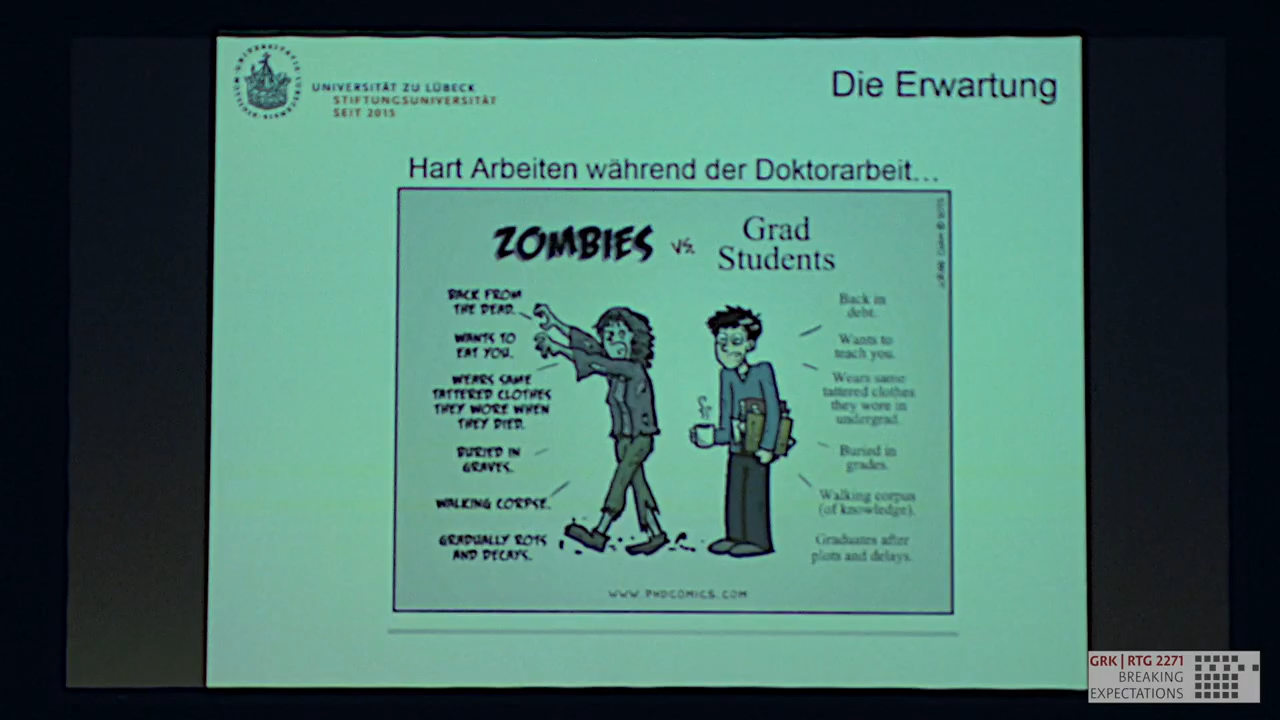 UNIVERSITÄT ZU LÜBECK
STIFTUNGSUNIVERSITÄT
SEIT 2015
Die Erwartung
Hart Arbeiten während der Doktorarbeit...
ZOMBIES vs. Grad
Students
BACK FROM
THE DEAD.
WANTS TO
EAT YOU.
WEARS SAME
TATTERED CLOTHES
THEY WORE WHEN
THEY DIED.
BURIED IN
GRAVES.
WALKING CORPSE.
GRADUALLY ROTS
AND DECAYS.
Back in
debt.
Wants to
teach you.
Wears same
tattered clothes
they wore in
undergrad.
Buried in
grades.
Walking corpus
(of knowledge).
Graduates after
plots and delays.
WWW.PHDCOMICS.COM
GRK | RTG 2271
BREAKING
EXPECTATIONS